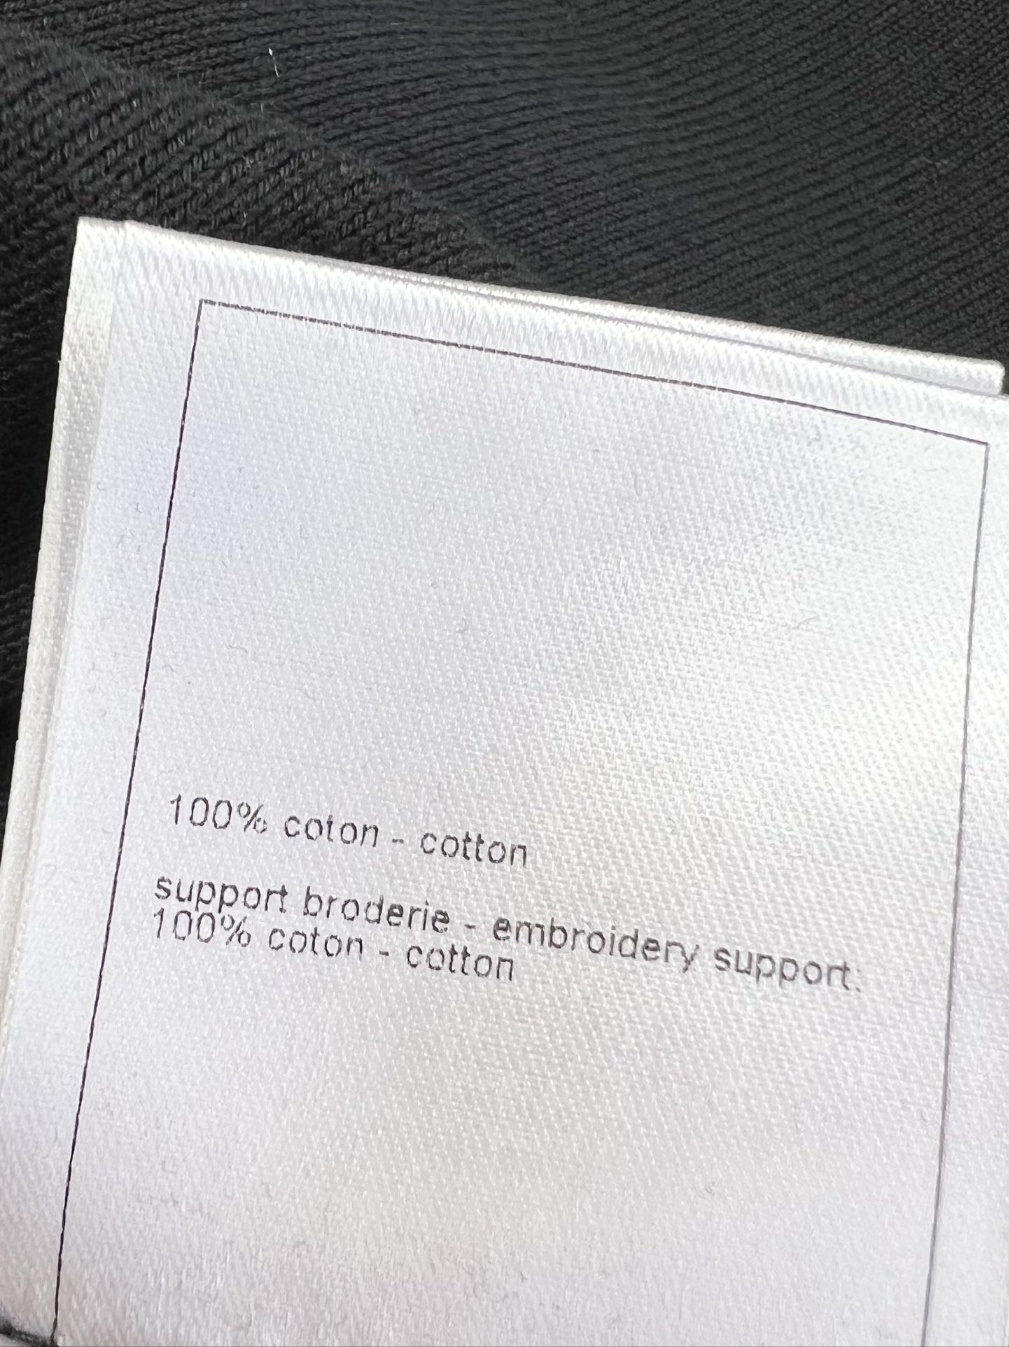 100% coton - cotton
support broderie - embroidery support:
100% coton - cotton